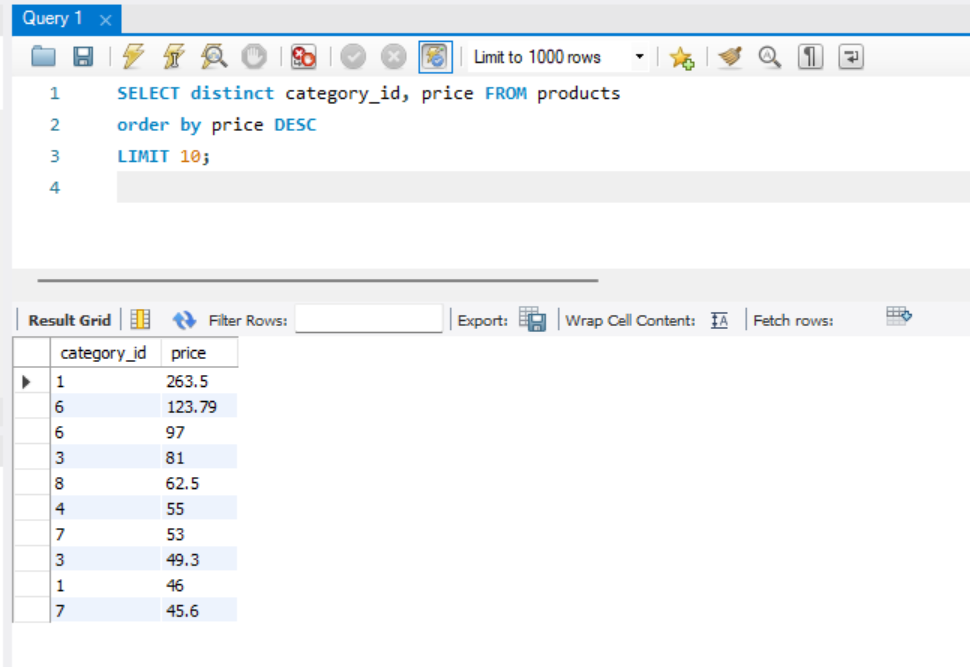 Query 1
Limit to 1000 rows
1 SELECT distinct category_id, price FROM products
2 order by price DESC
3 LIMIT 10;
4
Result Grid Filter Rows: Export: Wrap Cell Content: Fetch rows:
category_id price
1 263.5
6 123.79
6 97
3 81
8 62.5
4 55
7 53
3 49.3
1 46
7 45.6